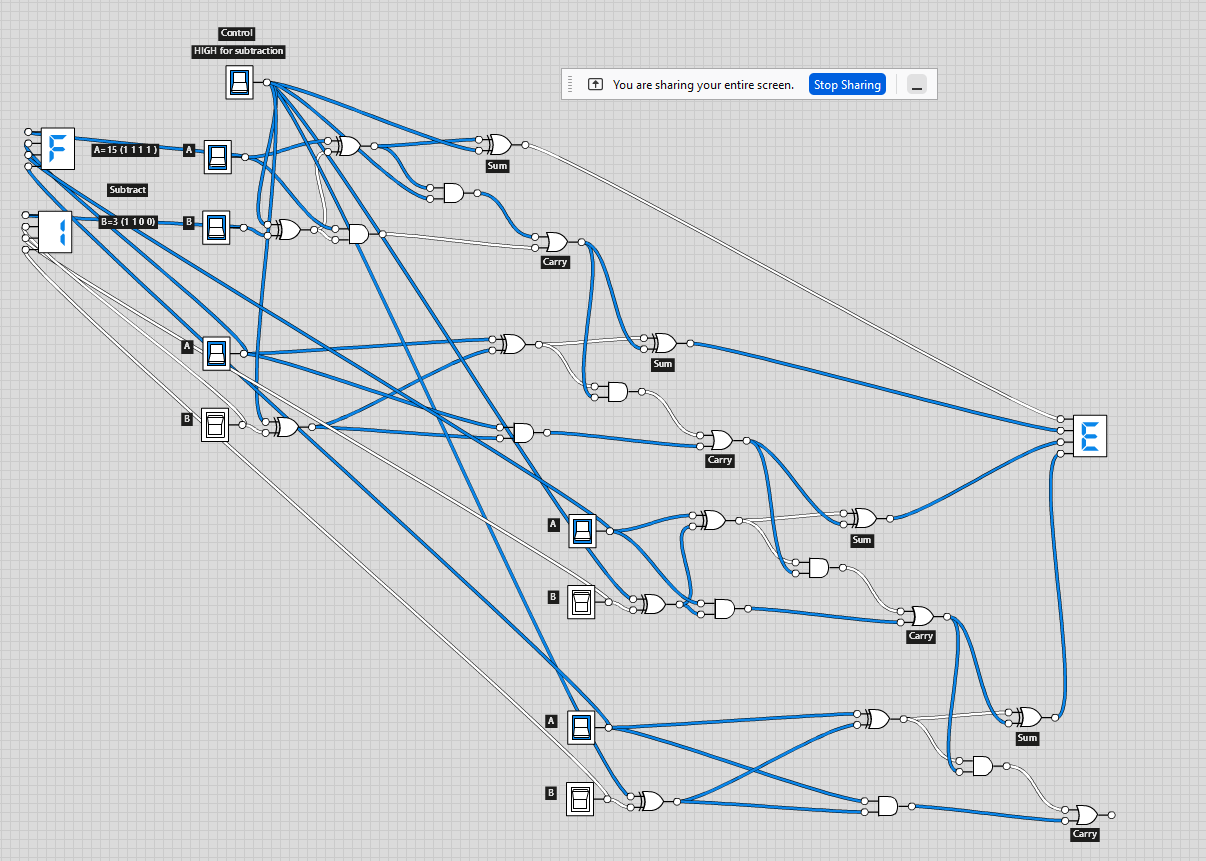 Control
HIGH for subtraction
You are sharing your entire screen.
Stop Sharing
F
A=15 (1 1 1 1 )
A
Sum
Subtract
1
B=3 (1 1 0 0)
B
Carry
A
Sum
B
E
Carry
A
Sum
B
Carry
A
Sum
B
Carry